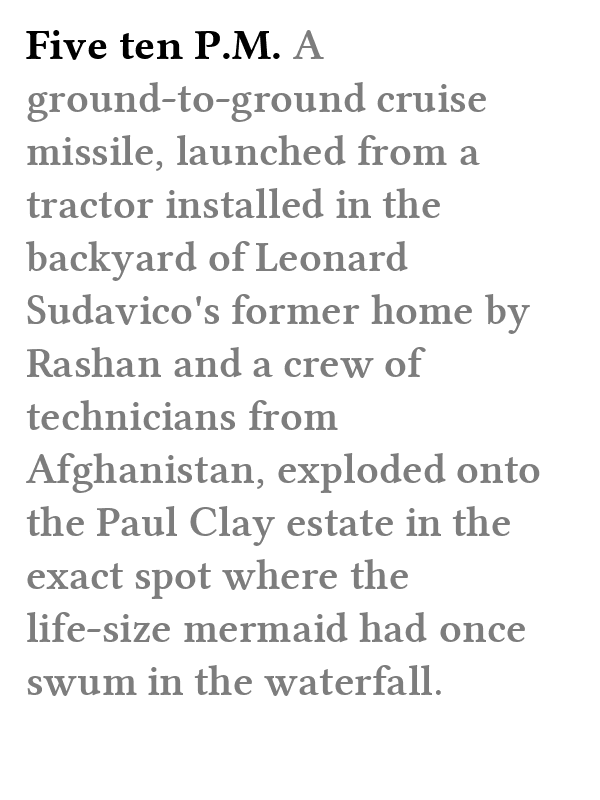 Five ten P.M. A
ground-to-ground cruise
missile, launched from a
tractor installed in the
backyard of Leonard
Sudavico's former home by
Rashan and a crew of
technicians from
Afghanistan, exploded onto
the Paul Clay estate in the
exact spot where the
life-size mermaid had once
swum in the waterfall.